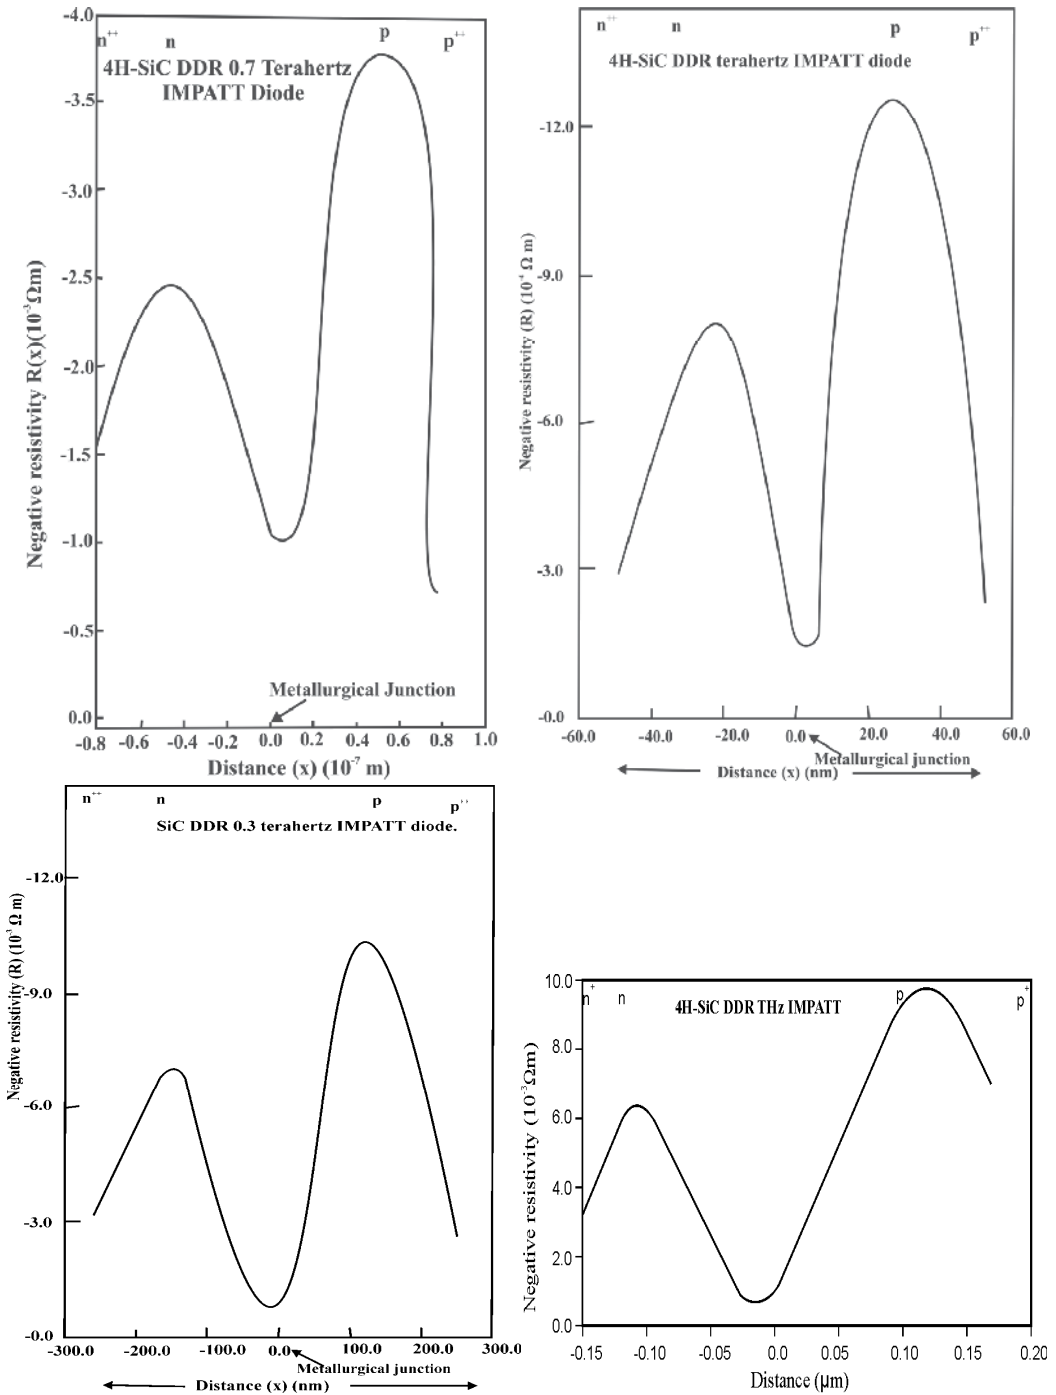 -4.0
n++ n p p++
4H-SiC DDR 0.7 Terahertz
IMPATT Diode
-3.5
-3.0
-2.5
-2.0
-1.5
-1.0
-0.5
0.0
Negative resistivity R(x)(10⁻³Ωm)
Metallurgical Junction
-0.8 -0.6 -0.4 -0.2 0.0 0.2 0.4 0.6 0.8 1.0
Distance (x) (10⁻⁷ m)
n++ n p p++
4H-SiC DDR terahertz IMPATT diode
-12.0
-9.0
-6.0
-3.0
-0.0
-60.0 -40.0 -20.0 0.0 20.0 40.0 60.0
Metallurgical junction
Distance (x) (nm)
n++ n p p++
SiC DDR 0.3 terahertz IMPATT diode.
-12.0
-9.0
-6.0
-3.0
-0.0
Negative resistivity (R) (10⁻³ Ω m)
-300.0 -200.0 -100.0 0.0 100.0 200.0 300.0
Metallurgical junction
Distance (x) (nm)
10.0
n+ n p p+
4H-SiC DDR THz IMPATT
8.0
6.0
4.0
2.0
0.0
Negative resistivity (10⁻³Ωm)
-0.15 -0.10 -0.05 0.0 0.05 0.10 0.15 0.20
Distance (µm)